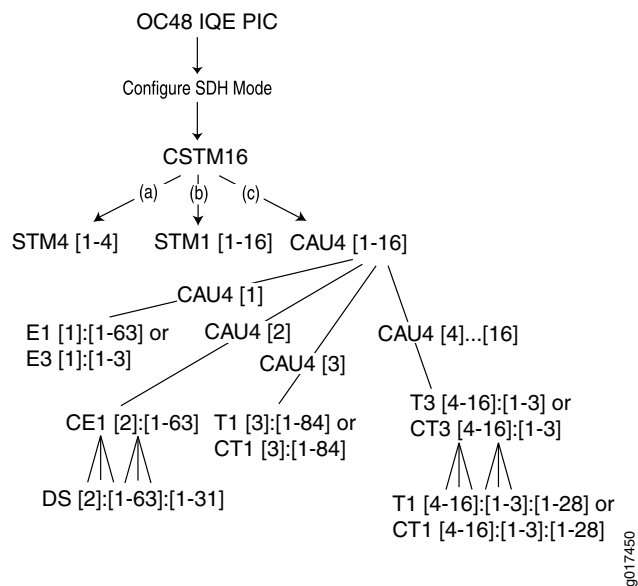 OC48 IQE PIC
Configure SDH Mode
CSTM16
(a) (b) (c)
STM4 [1-4] STM1 [1-16] CAU4 [1-16]
CAU4 [1]
E1 [1]:[1-63] or
E3 [1]:[1-3]
CAU4 [2]
CAU4 [3]
CAU4 [4]...[16]
CE1 [2]:[1-63]
T1 [3]:[1-84] or
CT1 [3]:[1-84]
T3 [4-16]:[1-3] or
CT3 [4-16]:[1-3]
DS [2]:[1-63]:[1-31]
T1 [4-16]:[1-3]:[1-28] or
CT1 [4-16]:[1-3]:[1-28]
g017450